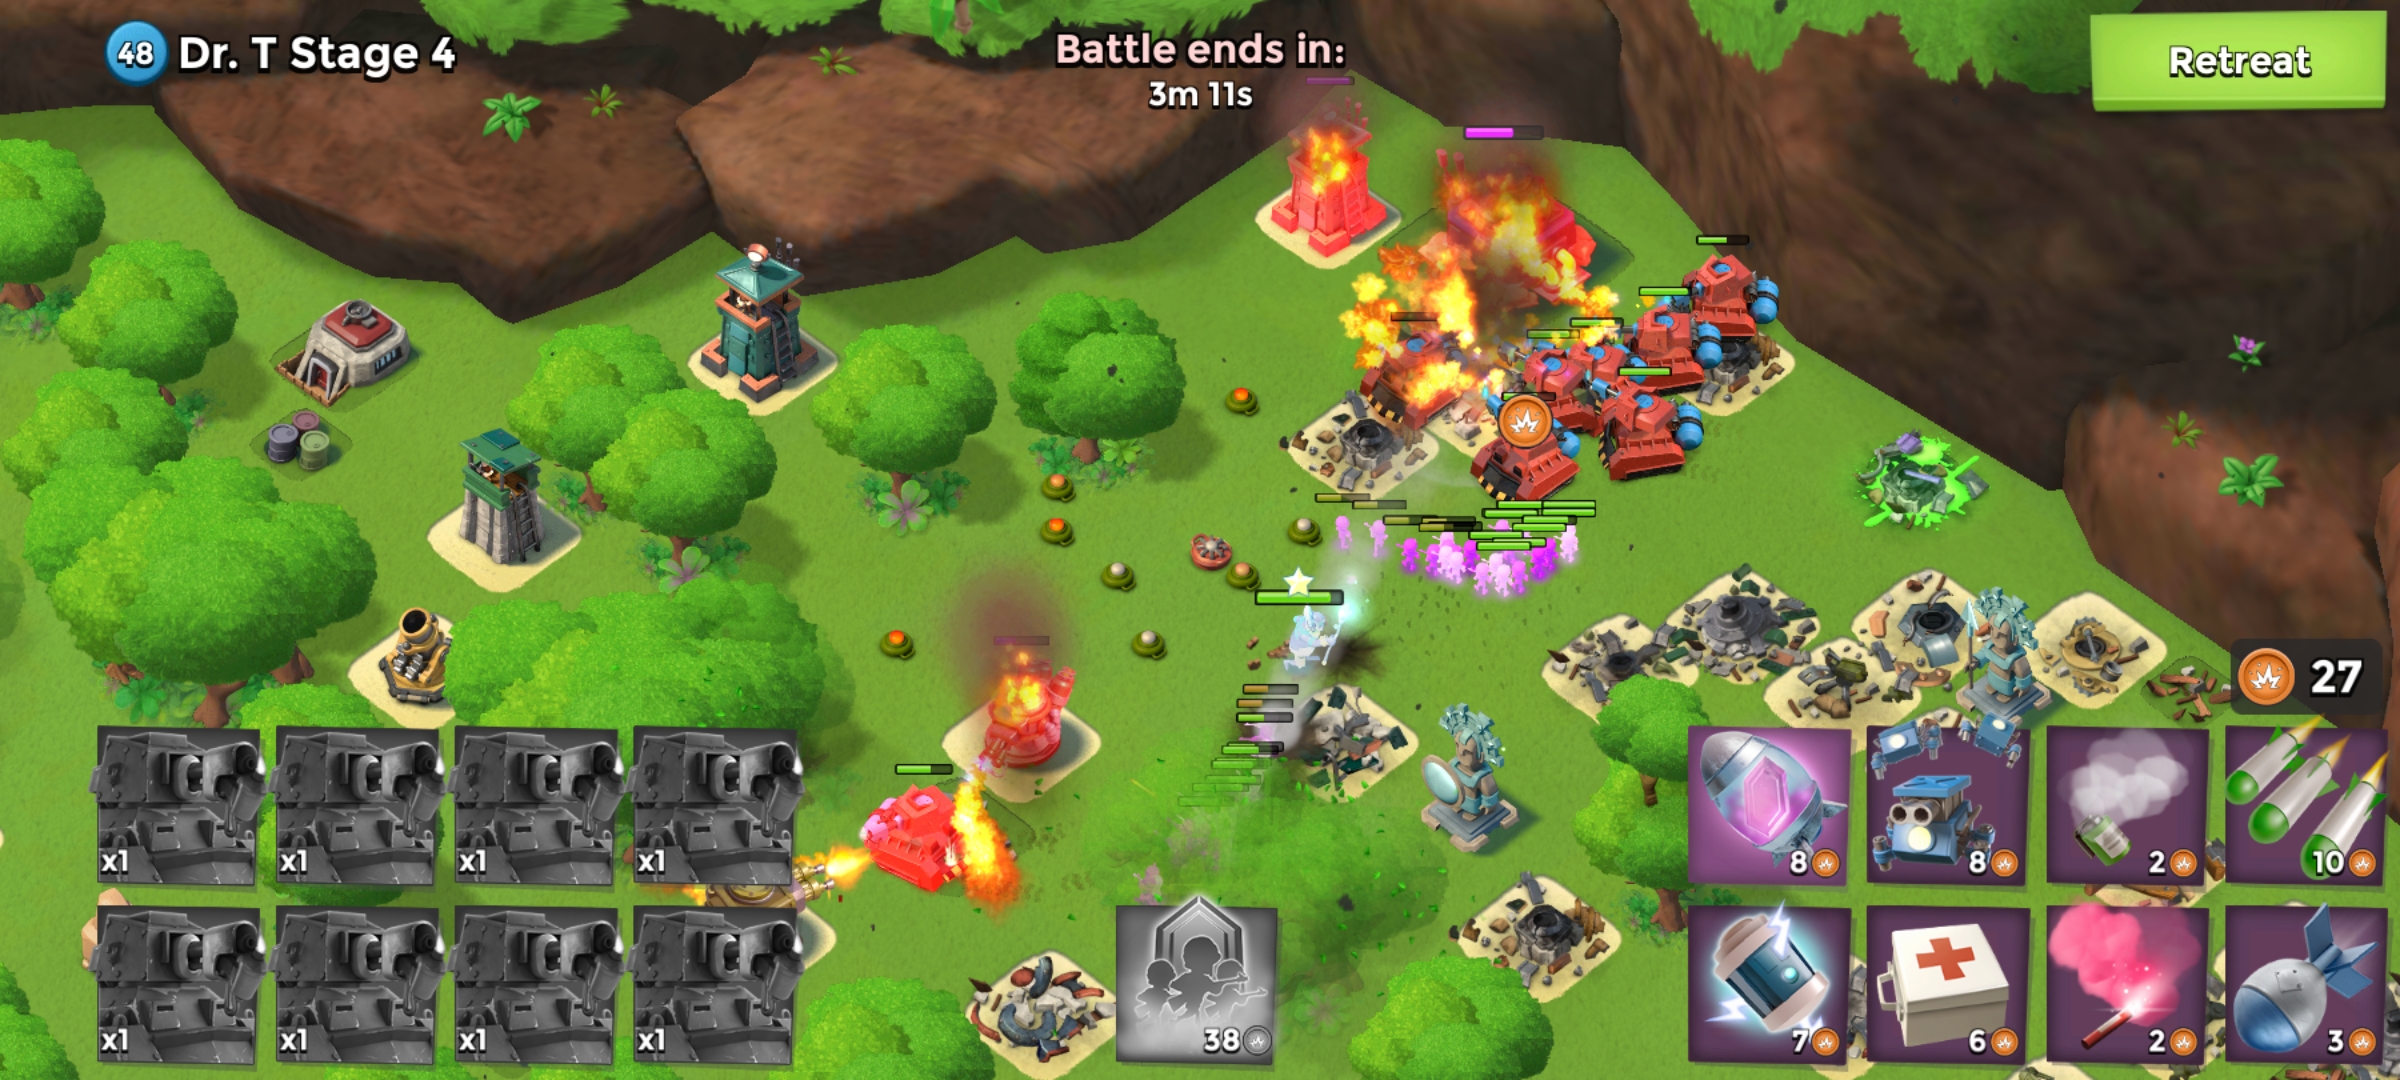 48 Dr. T Stage 4
Battle ends in:
3m 11s
Retreat
27
x1 x1 x1 x1
8 8 2 10
x1 x1 x1 x1
38
7 6 2 3